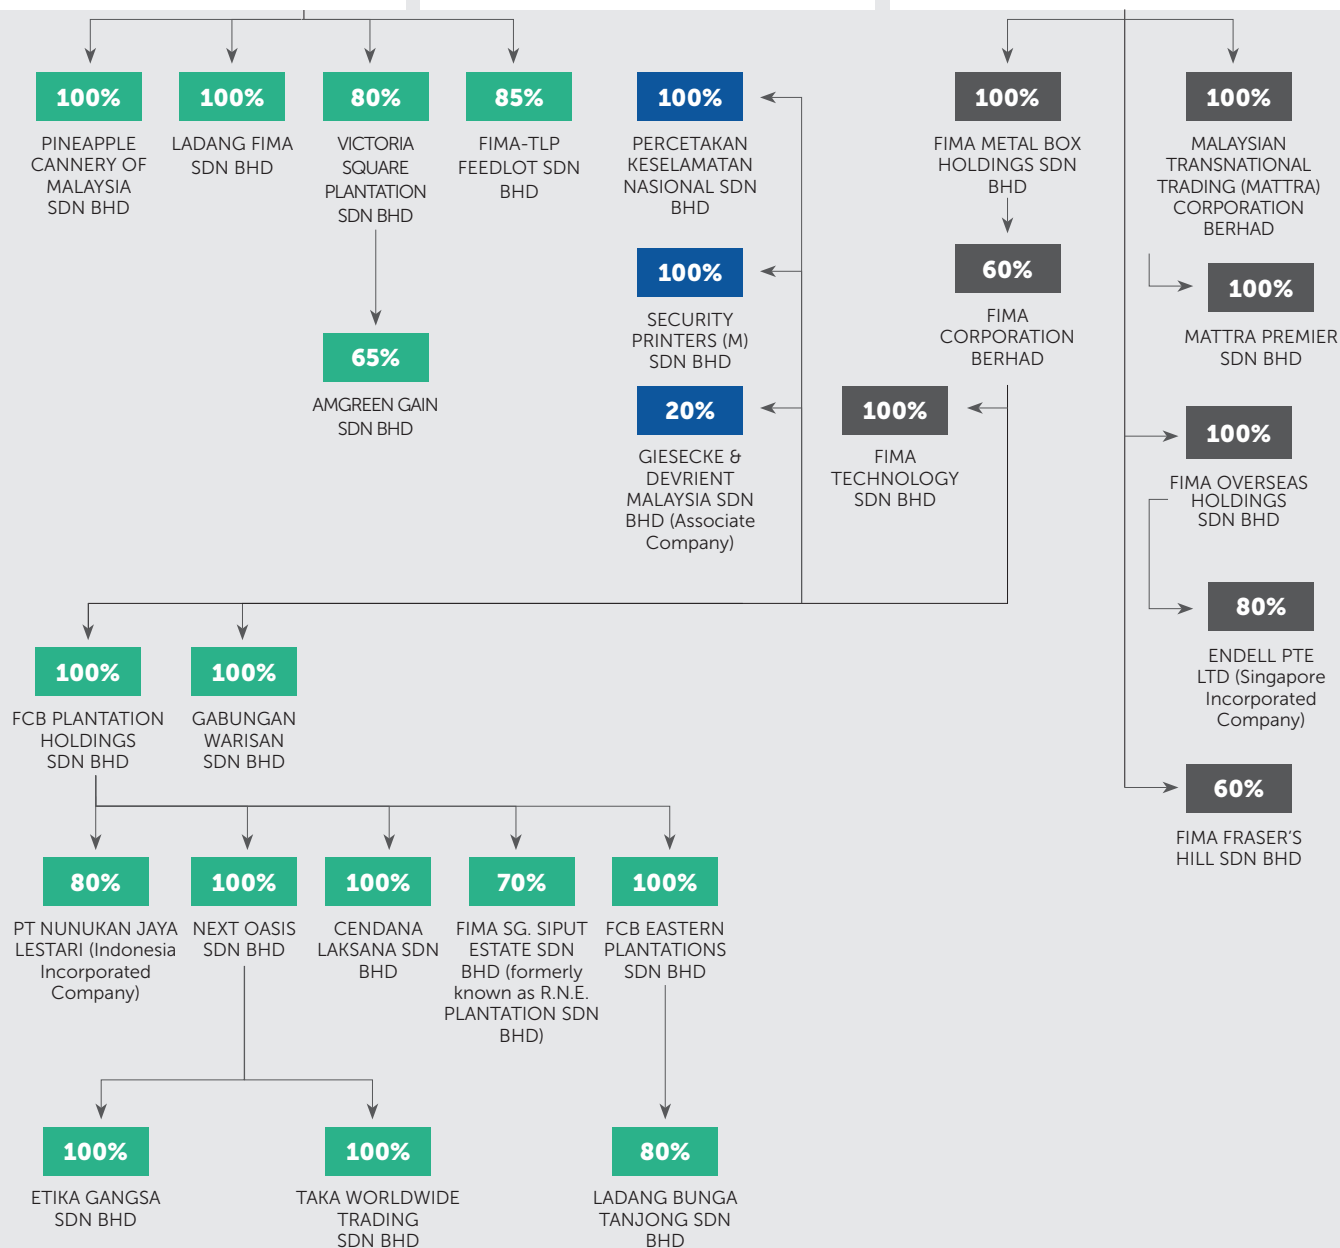 100%
PINEAPPLE
CANNERY OF
MALAYSIA
SDN BHD
100%
LADANG FIMA
SDN BHD
80%
VICTORIA
SQUARE
PLANTATION
SDN BHD
85%
FIMA-TLP
FEEDLOT SDN
BHD
65%
AMGREEN GAIN
SDN BHD
100%
PERCETAKAN
KESELAMATAN
NASIONAL SDN
BHD
100%
SECURITY
PRINTERS (M)
SDN BHD
20%
GIESECKE &
DEVRIENT
MALAYSIA SDN
BHD (Associate
Company)
100%
FIMA METAL BOX
HOLDINGS SDN
BHD
60%
FIMA
CORPORATION
BERHAD
100%
FIMA
TECHNOLOGY
SDN BHD
100%
MALAYSIAN
TRANSNATIONAL
TRADING (MATTRA)
CORPORATION
BERHAD
100%
MATTRA PREMIER
SDN BHD
100%
FIMA OVERSEAS
HOLDINGS
SDN BHD
80%
ENDELL PTE
LTD (Singapore
Incorporated
Company)
60%
FIMA FRASER'S
HILL SDN BHD
100%
FCB PLANTATION
HOLDINGS
SDN BHD
100%
GABUNGAN
WARISAN
SDN BHD
80%
PT NUNUKAN JAYA
LESTARI (Indonesia
Incorporated
Company)
100%
NEXT OASIS
SDN BHD
100%
CENDANA
LAKSANA SDN
BHD
70%
FIMA SG. SIPUT
ESTATE SDN
BHD (formerly
known as R.N.E.
PLANTATION SDN
BHD)
100%
FCB EASTERN
PLANTATIONS
SDN BHD
100%
ETIKA GANGSA
SDN BHD
100%
TAKA WORLDWIDE
TRADING
SDN BHD
80%
LADANG BUNGA
TANJONG SDN
BHD